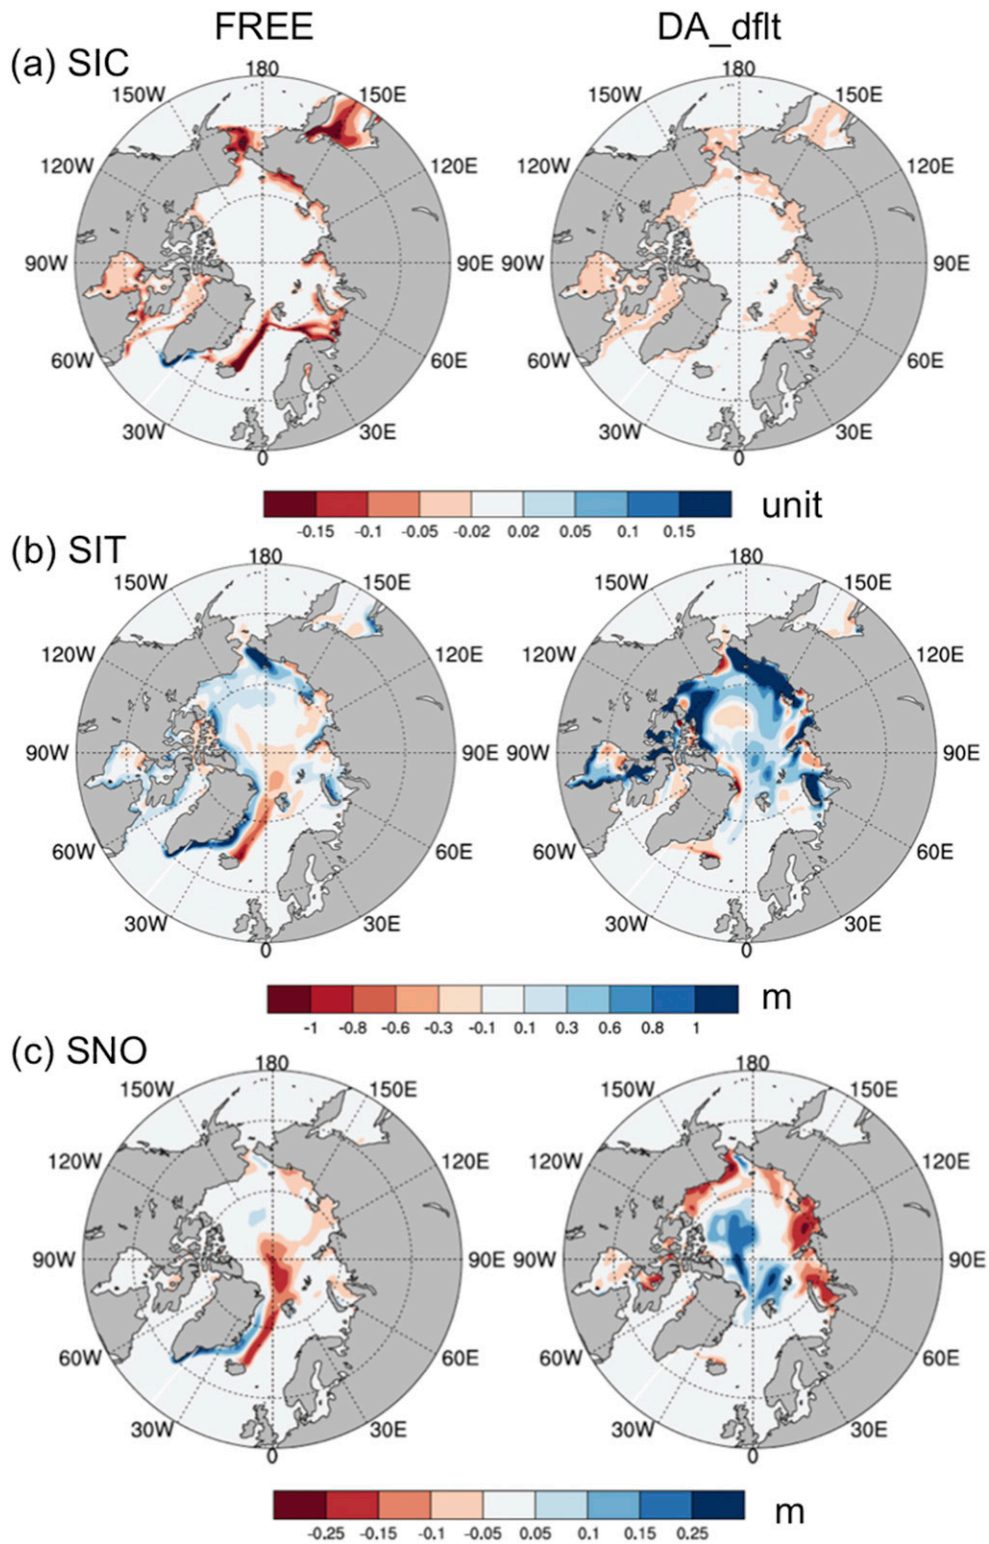 FREE DA_dflt
(a) SIC
180 180
150W 150E 150W 150E
120W 120E 120W 120E
90W 90E 90W 90E
60W 60E 60W 60E
30W 30E 30W 30E
0 0
unit
-0.15 -0.1 -0.05 -0.02 0.02 0.05 0.1 0.15
(b) SIT
180 180
150W 150E 150W 150E
120W 120E 120W 120E
90W 90E 90W 90E
60W 60E 60W 60E
30W 30E 30W 30E
0 0
m
-1 -0.8 -0.6 -0.3 -0.1 0.1 0.3 0.6 0.8 1
(c) SNO
180 180
150W 150E 150W 150E
120W 120E 120W 120E
90W 90E 90W 90E
60W 60E 60W 60E
30W 30E 30W 30E
0 0
m
-0.25 -0.15 -0.1 -0.05 0.05 0.1 0.15 0.25